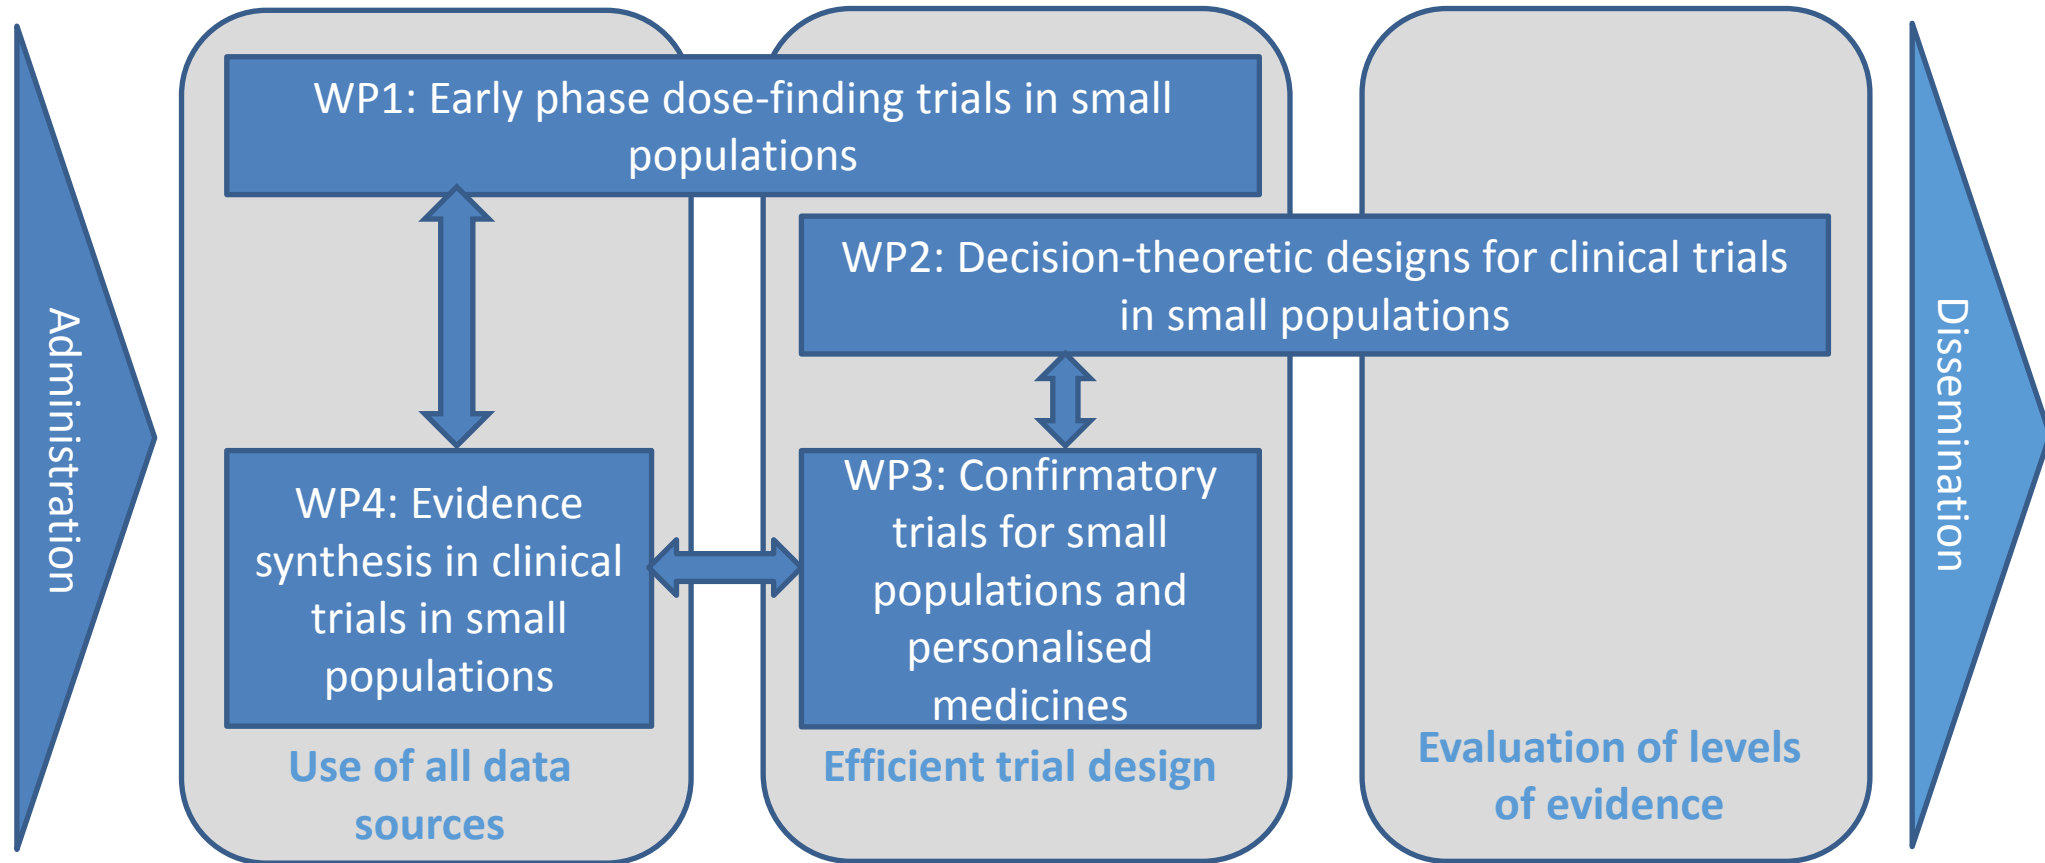 Administration
WP1: Early phase dose-finding trials in small
populations
WP2: Decision-theoretic designs for clinical trials
in small populations
WP4: Evidence
synthesis in clinical
trials in small
populations
WP3: Confirmatory
trials for small
populations and
personalised
medicines
Use of all data
sources
Efficient trial design
Evaluation of levels
of evidence
Dissemination